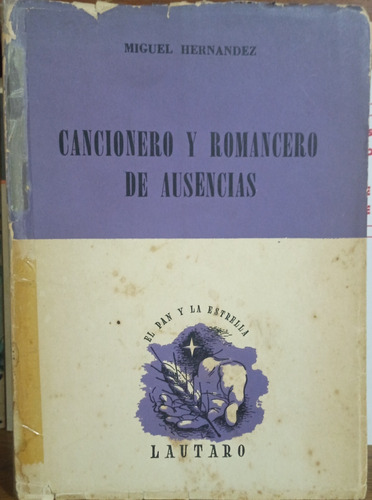 MIGUEL HERNANDEZ
CANCIONERO Y ROMANCERO
DE AUSENCIAS
EL PAN Y LA ESTRELLA
LAUTARO